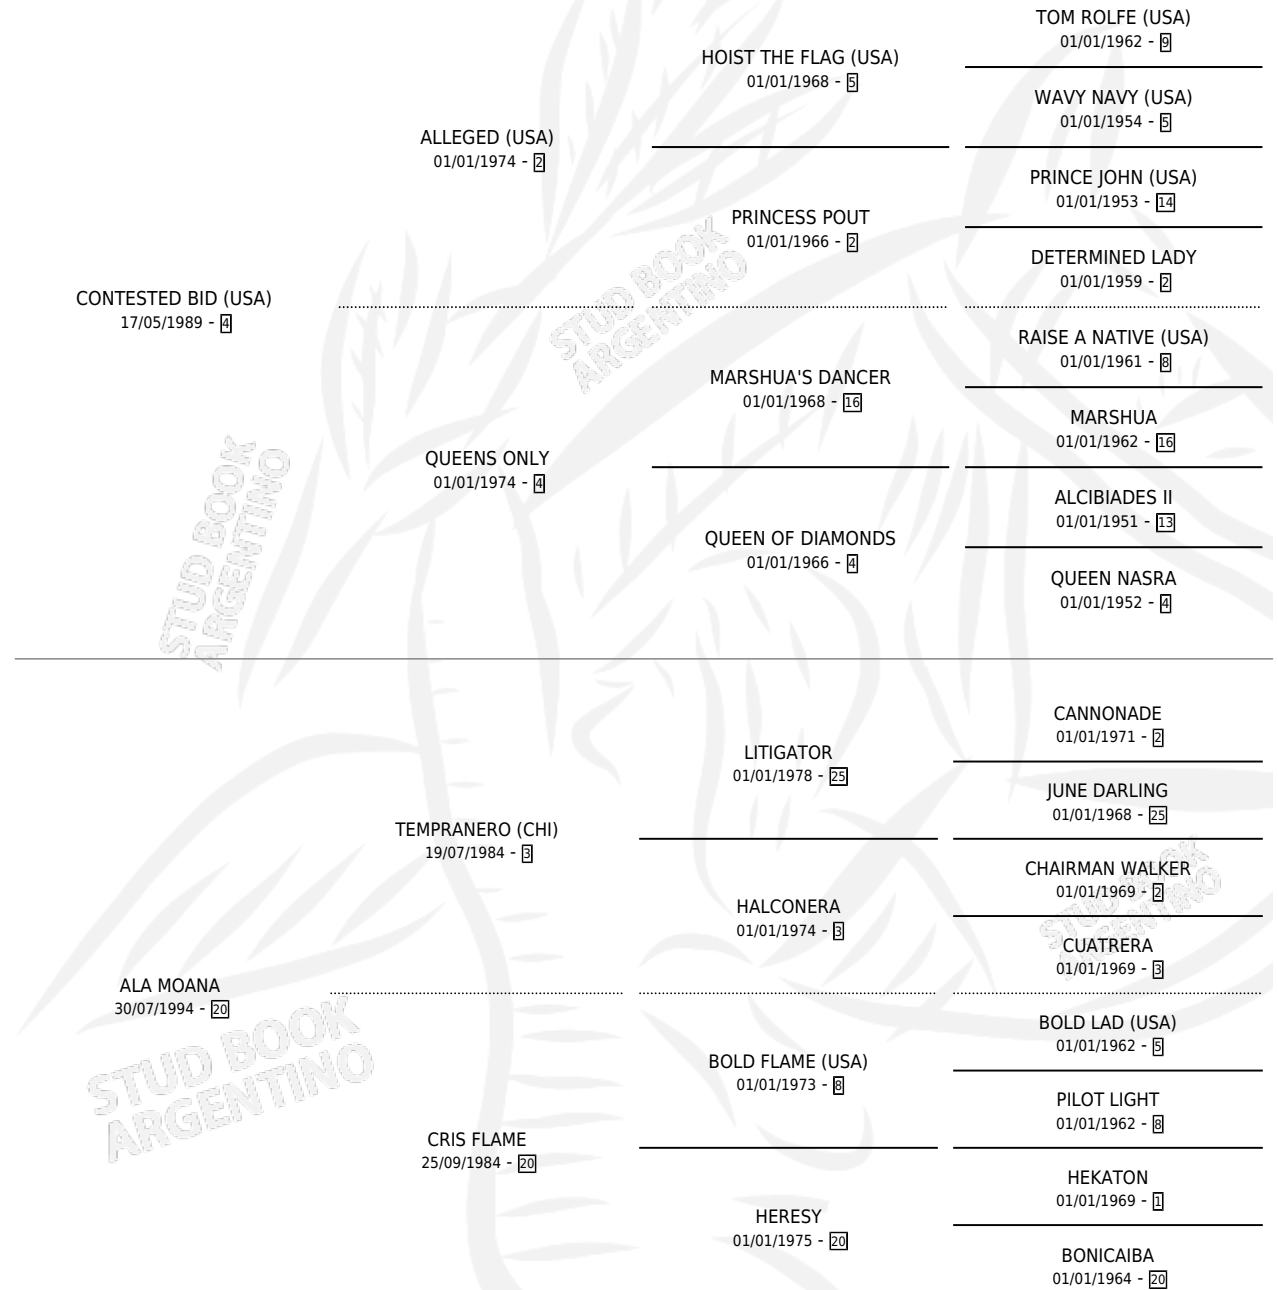 TOM ROLFE (USA)
01/01/1962 - 9
HOIST THE FLAG (USA)
01/01/1968 - 5
WAVY NAVY (USA)
01/01/1954 - 5
ALLEGED (USA)
01/01/1974 - 2
PRINCE JOHN (USA)
01/01/1953 - 14
PRINCESS POUT
01/01/1966 - 2
DETERMINED LADY
01/01/1959 - 2
CONTESTED BID (USA)
17/05/1989 - 4
STUD BOOK
ARGENTINO
RAISE A NATIVE (USA)
01/01/1961 - 8
MARSHUA'S DANCER
01/01/1968 - 16
MARSHUA
01/01/1962 - 16
QUEENS ONLY
01/01/1974 - 4
ALCIBIADES II
01/01/1951 - 13
QUEEN OF DIAMONDS
01/01/1966 - 4
QUEEN NASRA
01/01/1952 - 4
STUD BOOK
ARGENTINO
CANNONADE
01/01/1971 - 2
LITIGATOR
01/01/1978 - 25
JUNE DARLING
01/01/1968 - 25
TEMPRANERO (CHI)
19/07/1984 - 3
CHAIRMAN WALKER
01/01/1969 - 2
HALCONERA
01/01/1974 - 3
CUATRERA
01/01/1969 - 3
STUD BOOK
ARGENTINO
ALA MOANA
30/07/1994 - 20
BOLD LAD (USA)
01/01/1962 - 5
BOLD FLAME (USA)
01/01/1973 - 8
PILOT LIGHT
01/01/1962 - 8
STUD BOOK
ARGENTINO
CRIS FLAME
25/09/1984 - 20
HEKATON
01/01/1969 - 1
HERESY
01/01/1975 - 20
BONICAIBA
01/01/1964 - 20